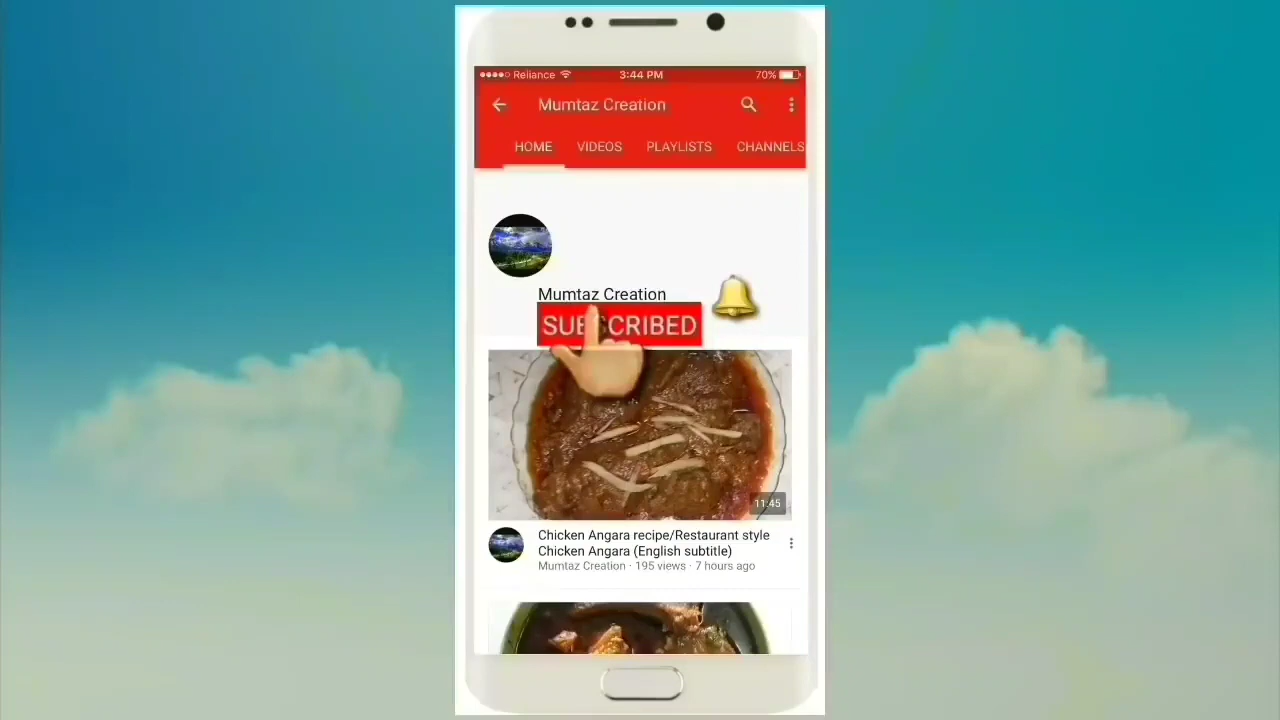 Reliance 3:44 PM 70%
Mumtaz Creation
HOME VIDEOS PLAYLISTS CHANNELS
Mumtaz Creation
SUBSCRIBED
11:45
Chicken Angara recipe/Restaurant style
Chicken Angara (English subtitle)
Mumtaz Creation · 195 views · 7 hours ago